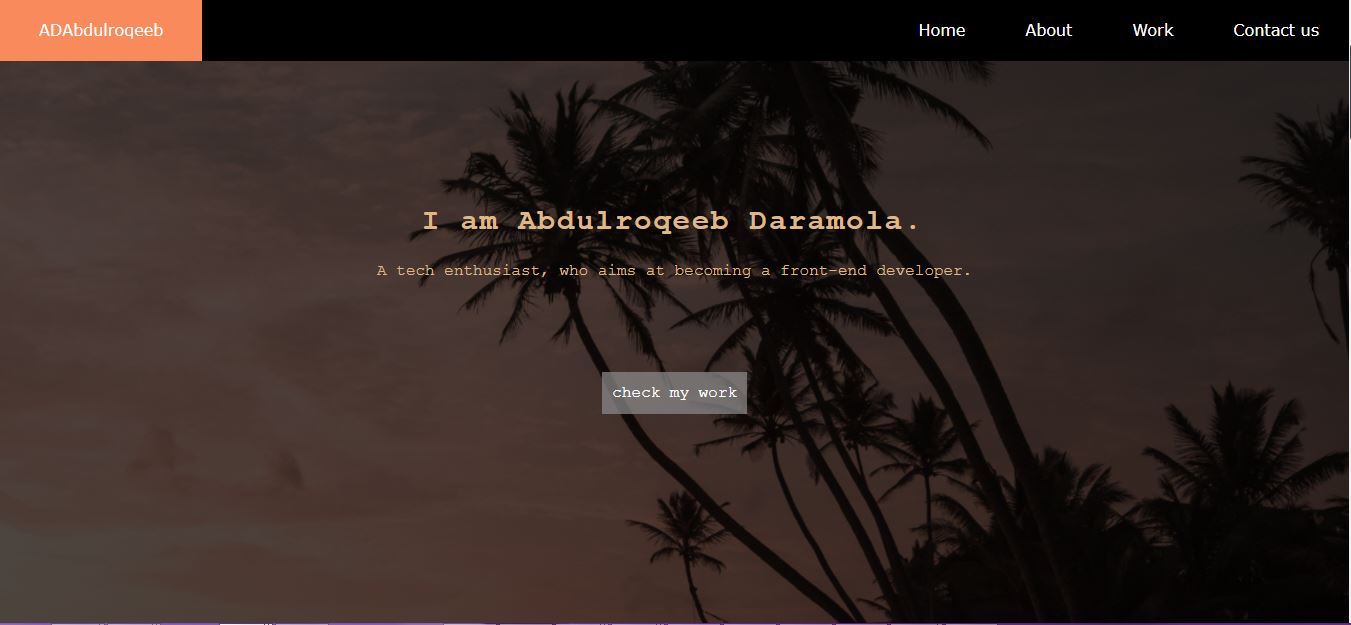 ADAbdulroqeeb
Home About Work Contact us
I am Abdulroqeeb Daramola.
A tech enthusiast, who aims at becoming a front-end developer.
check my work